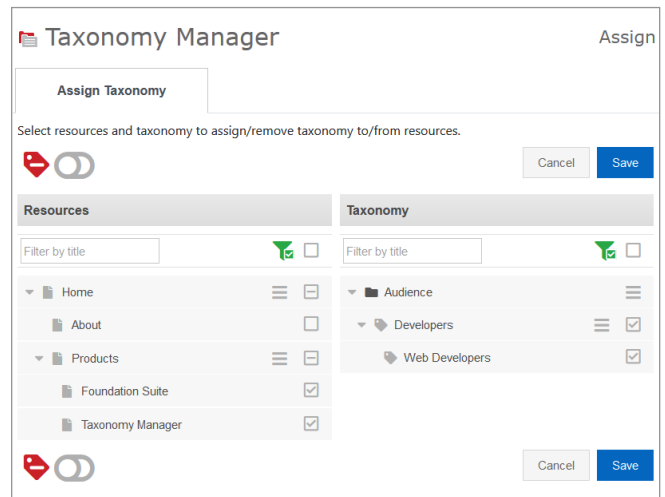 Taxonomy Manager
Assign
Assign Taxonomy
Select resources and taxonomy to assign/remove taxonomy to/from resources.
Cancel
Save
Resources
Taxonomy
Filter by title
Filter by title
Home
Audience
About
Developers
Products
Web Developers
Foundation Suite
Taxonomy Manager
Cancel
Save